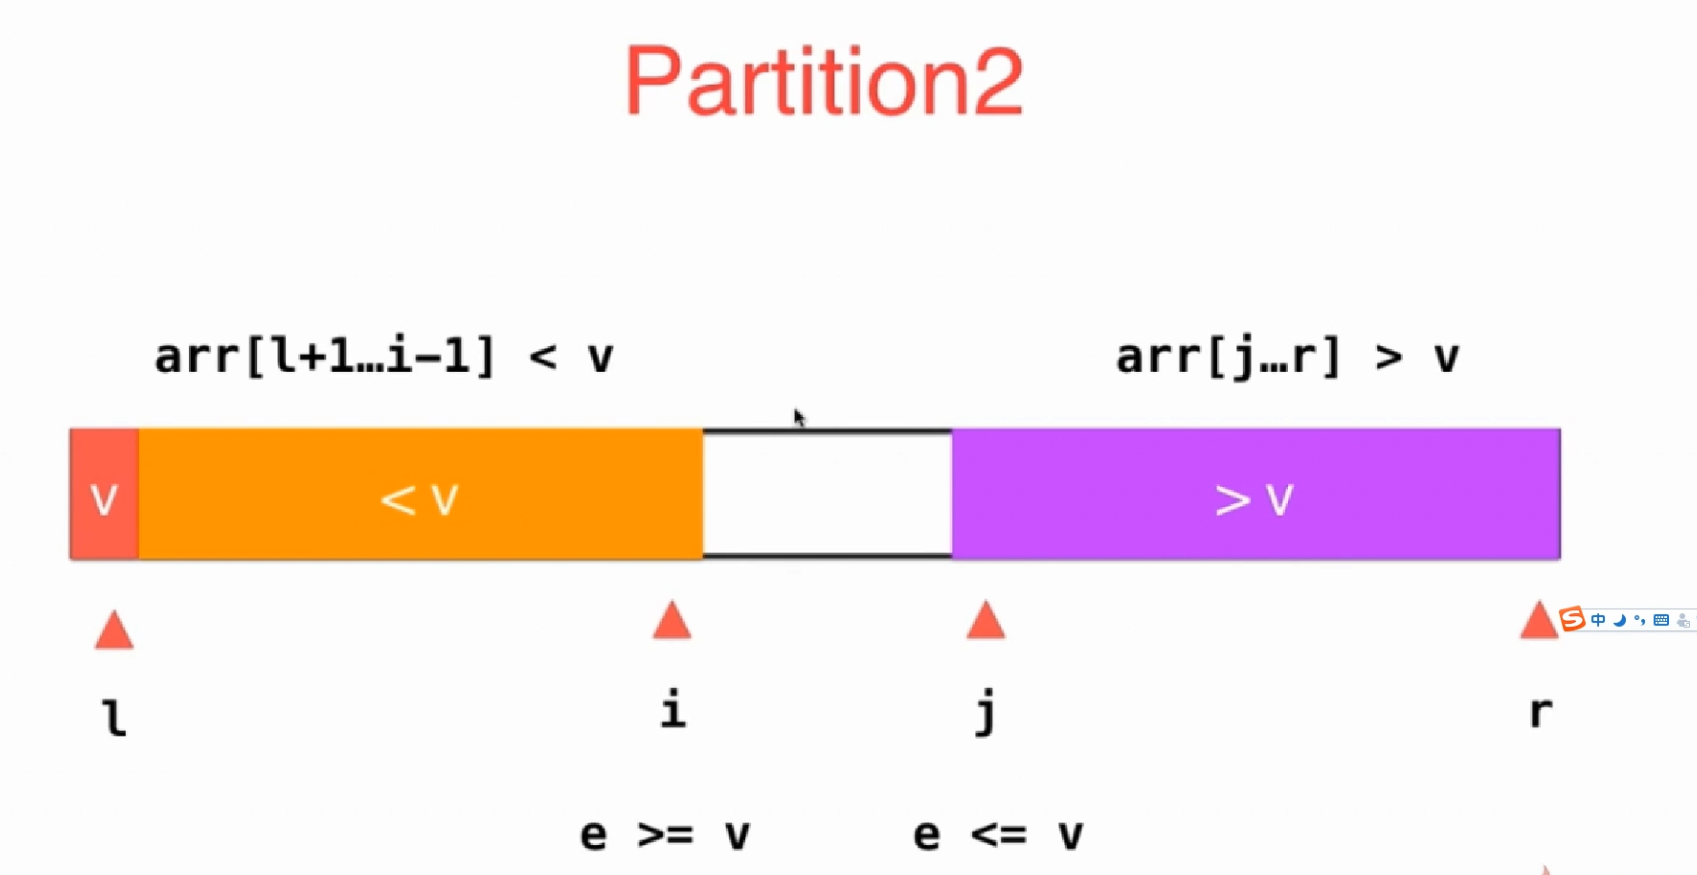 Partition2
arr[l+1…i-1] < v
arr[j…r] > v
v
< v
> v
l
i
j
r
S 中
e >= v
e <= v